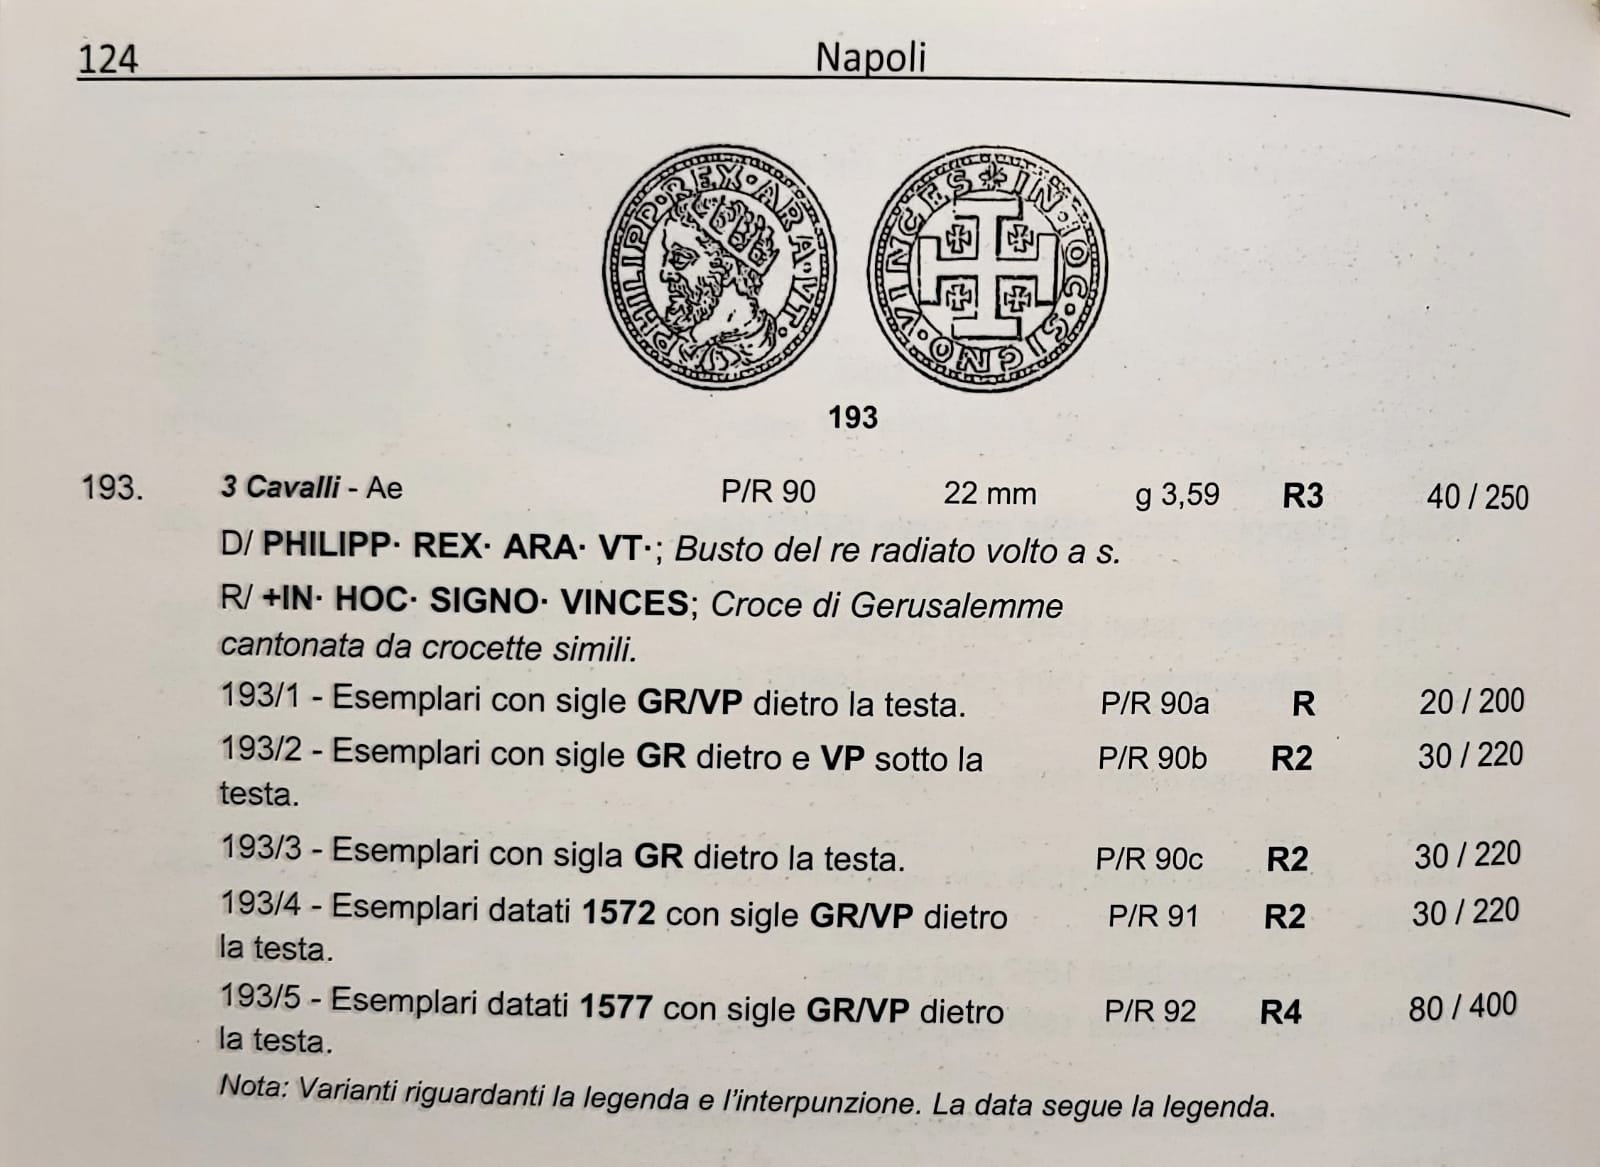 124 Napoli
PHILIPP·REX·ARA·VT·
IN·IOC·SIGNO·VINCES
193
193. 3 Cavalli - Ae P/R 90 22 mm g 3,59 R3 40 / 250
D/ PHILIPP· REX· ARA· VT·; Busto del re radiato volto a s.
R/ +IN· HOC· SIGNO· VINCES; Croce di Gerusalemme
cantonata da crocette simili.
193/1 - Esemplari con sigle GR/VP dietro la testa. P/R 90a R 20 / 200
193/2 - Esemplari con sigle GR dietro e VP sotto la P/R 90b R2 30 / 220
testa.
193/3 - Esemplari con sigla GR dietro la testa. P/R 90c R2 30 / 220
193/4 - Esemplari datati 1572 con sigle GR/VP dietro P/R 91 R2 30 / 220
la testa.
193/5 - Esemplari datati 1577 con sigle GR/VP dietro P/R 92 R4 80 / 400
la testa.
Nota: Varianti riguardanti la legenda e l'interpunzione. La data segue la legenda.